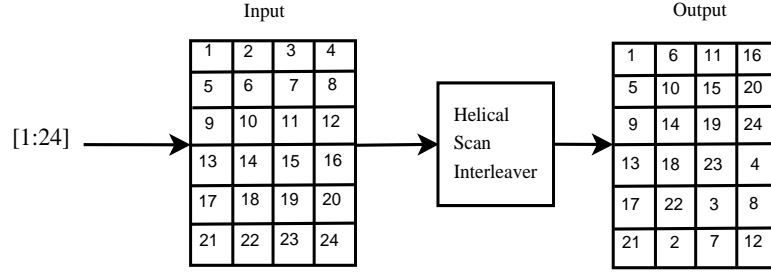 Input
Output
1 2 3 4
5 6 7 8
9 10 11 12
13 14 15 16
17 18 19 20
21 22 23 24
[1:24]
Helical
Scan
Interleaver
1 6 11 16
5 10 15 20
9 14 19 24
13 18 23 4
17 22 3 8
21 2 7 12